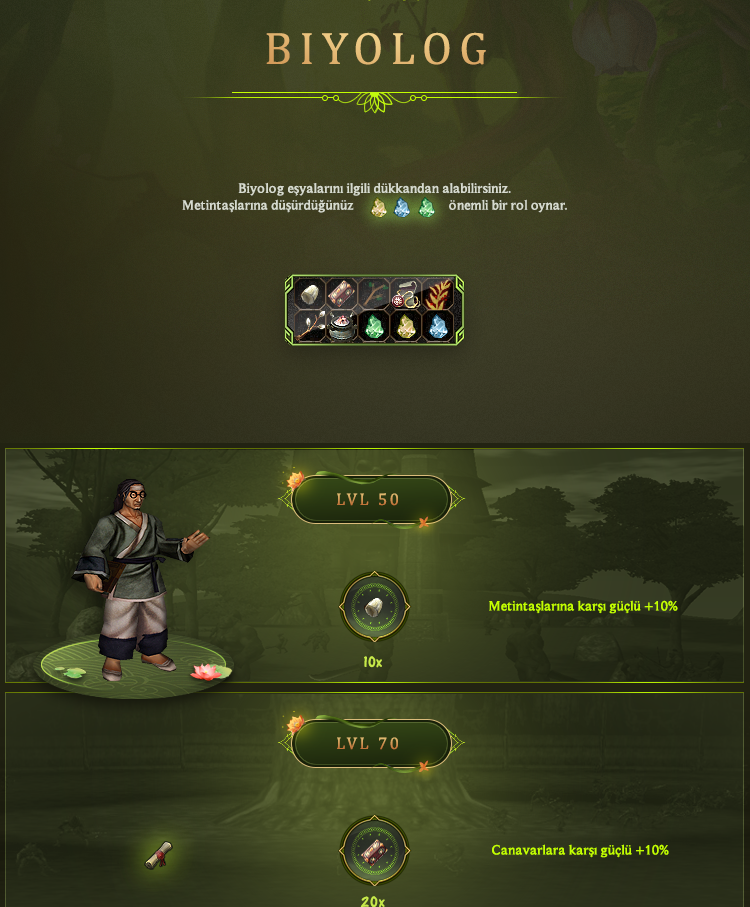 BIYOLOG
Biyolog eşyalarını ilgili dükkandan alabilirsiniz.
Metintaşlarına düşürdüğünüz önemli bir rol oynar.
LVL 50
Metintaşlarına karşı güçlü +10%
10x
LVL 70
Canavarlara karşı güçlü +10%
20x